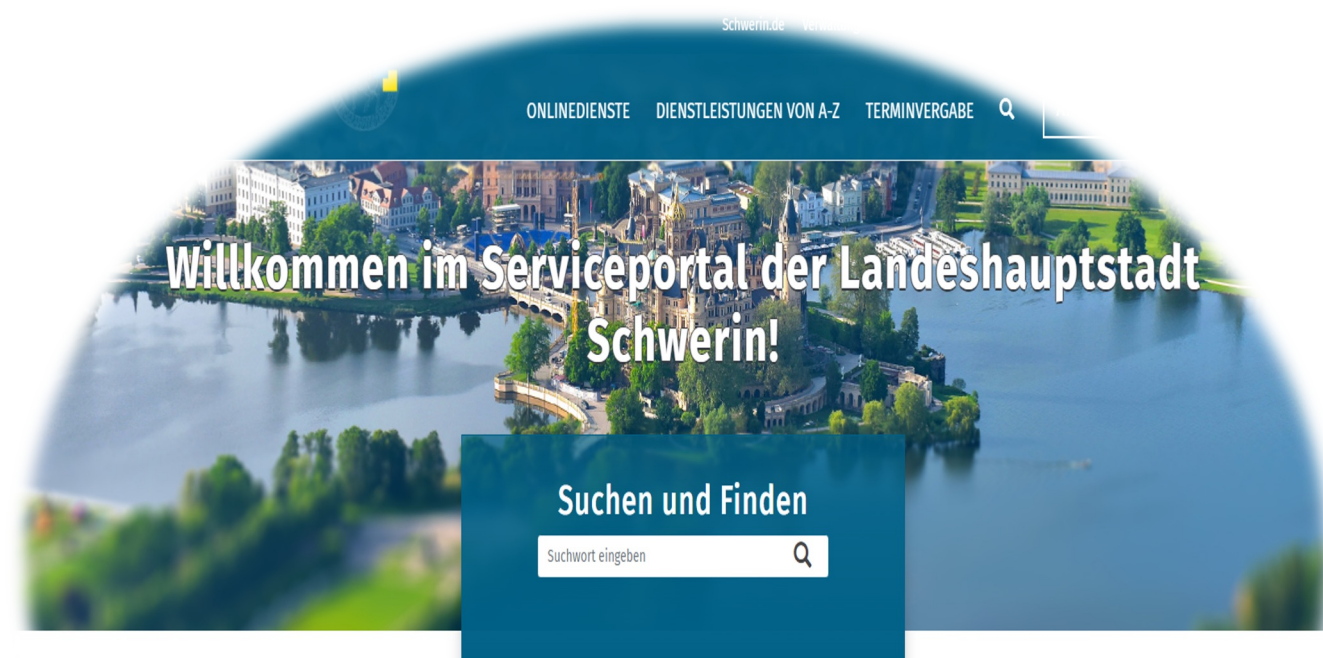 Schwerin.de
ONLINEDIENSTE DIENSTLEISTUNGEN VON A-Z TERMINVERGABE
Willkommen im Serviceportal der Landeshauptstadt
Schwerin!
Suchen und Finden
Suchwort eingeben